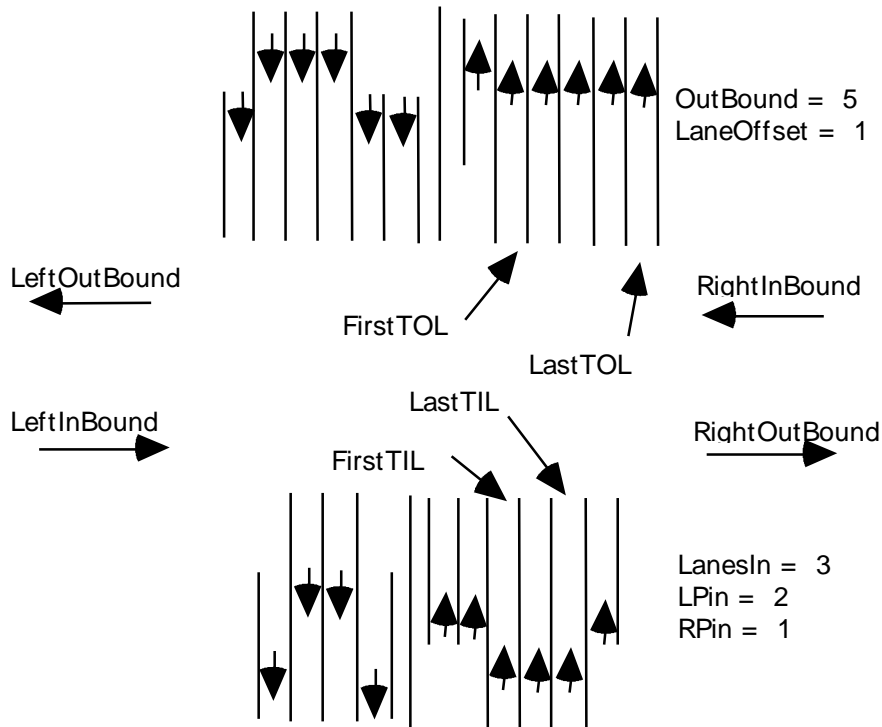 OutBound = 5
LaneOffset = 1
LeftOutBound
RightInBound
FirstTOL
LastTOL
LastTIL
LeftInBound
RightOutBound
FirstTIL
LanesIn = 3
LPin = 2
RPin = 1